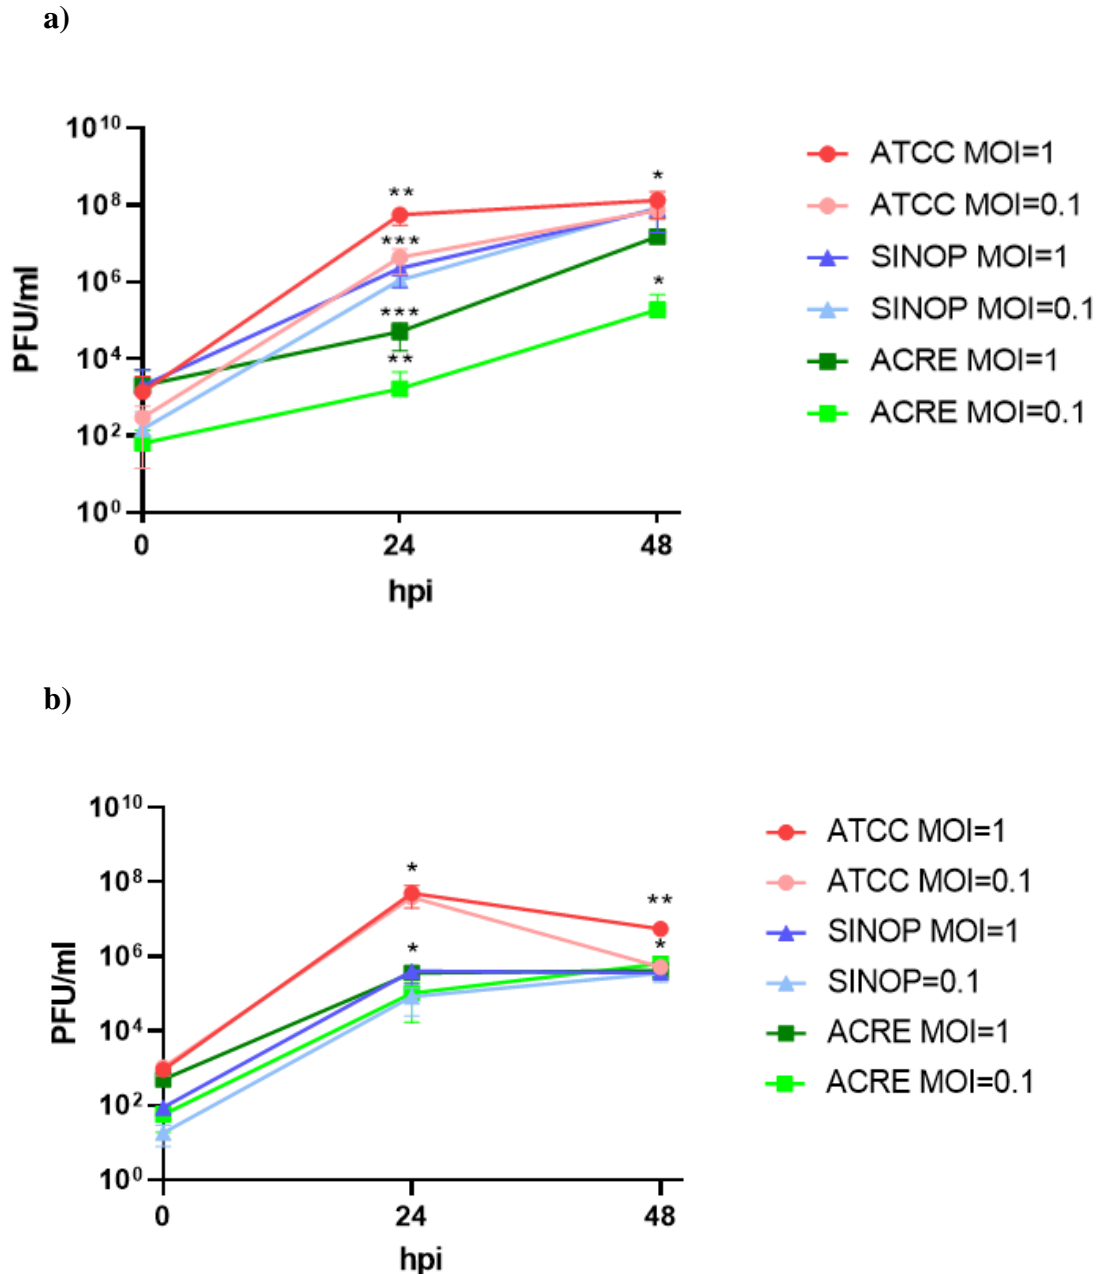 a)
10¹⁰
10⁸
10⁶
10⁴
10²
10⁰
PFU/ml
** 
*** 
*** 
** 
* 
* 
0 24 48
hpi
ATCC MOI=1
ATCC MOI=0.1
SINOP MOI=1
SINOP MOI=0.1
ACRE MOI=1
ACRE MOI=0.1
b)
10¹⁰
10⁸
10⁶
10⁴
10²
10⁰
PFU/ml
*
*
**
*
0 24 48
hpi
ATCC MOI=1
ATCC MOI=0.1
SINOP MOI=1
SINOP=0.1
ACRE MOI=1
ACRE MOI=0.1